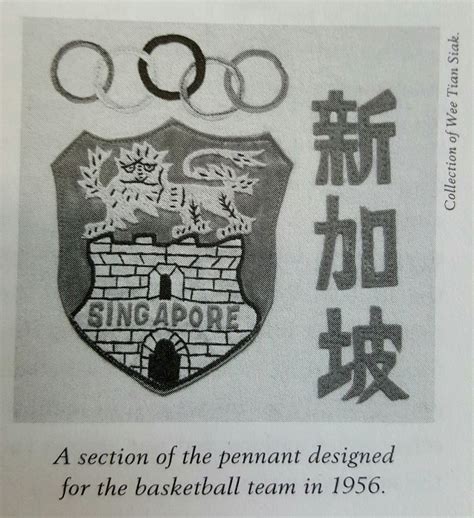 新加坡
SINGAPORE
Collection of Wee Tian Siak.
A section of the pennant designed
for the basketball team in 1956.